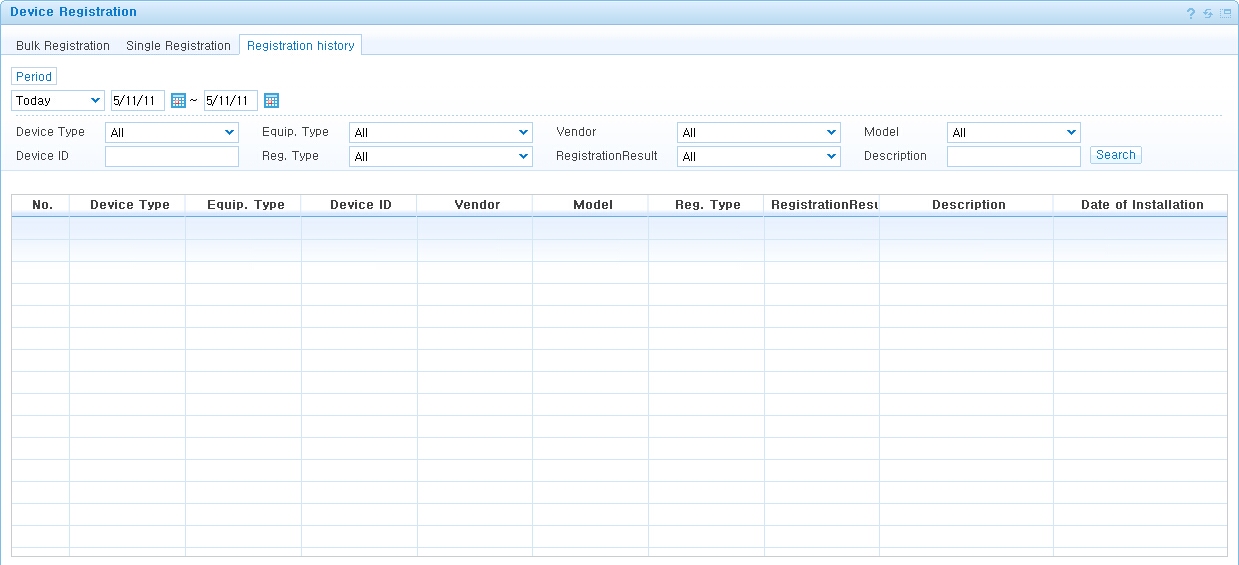 Device Registration ?
Bulk Registration Single Registration Registration history
Period
Today 5/11/11 ~ 5/11/11
Device Type All Equip. Type All Vendor All Model All
Device ID Reg. Type All RegistrationResult All Description Search
No. Device Type Equip. Type Device ID Vendor Model Reg. Type RegistrationResu Description Date of Installation